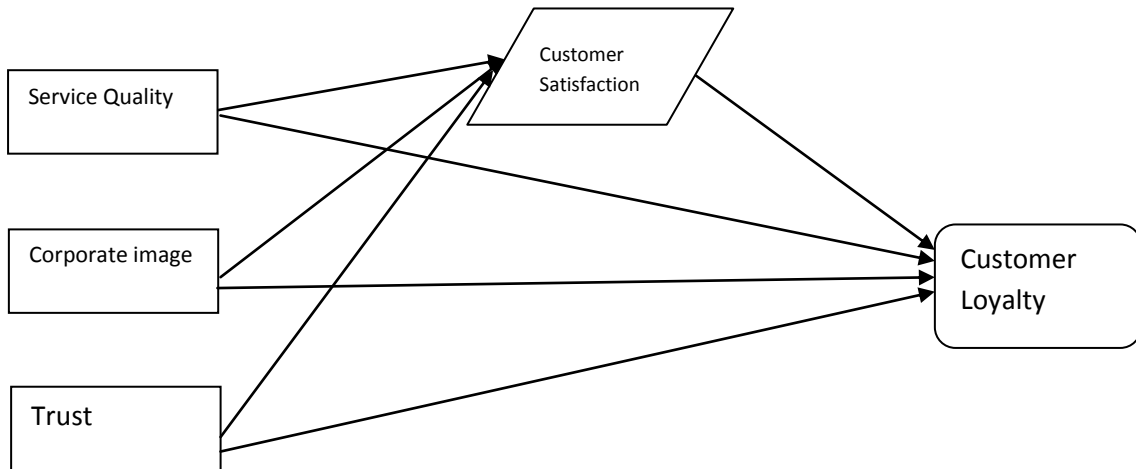 Customer
Satisfaction
Service Quality
Corporate image
Customer
Loyalty
Trust